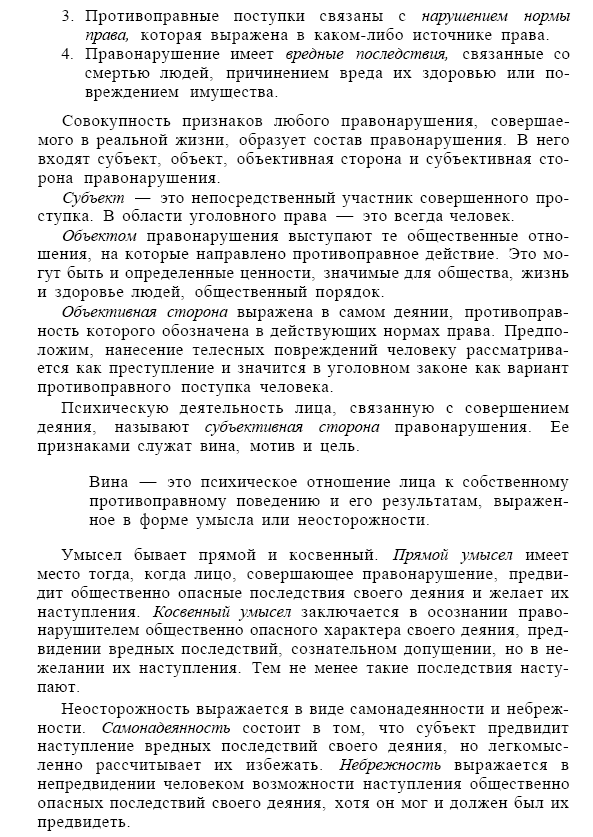 3. Противоправные поступки связаны с нарушением нормы
права, которая выражена в каком-либо источнике права.
4. Правонарушение имеет вредные последствия, связанные со
смертью людей, причинением вреда их здоровью или по-
вреждением имущества.
Совокупность признаков любого правонарушения, совершае-
мого в реальной жизни, образует состав правонарушения. В него
входят субъект, объект, объективная сторона и субъективная сто-
рона правонарушения.
Субъект — это непосредственный участник совершенного про-
ступка. В области уголовного права — это всегда человек.
Объектом правонарушения выступают те общественные отно-
шения, на которые направлено противоправное действие. Это мо-
гут быть и определенные ценности, значимые для общества, жизнь
и здоровье людей, общественный порядок.
Объективная сторона выражена в самом деянии, противоправ-
ность которого обозначена в действующих нормах права. Предпо-
ложим, нанесение телесных повреждений человеку рассматрива-
ется как преступление и значится в уголовном законе как вариант
противоправного поступка человека.
Психическую деятельность лица, связанную с совершением
деяния, называют субъективная сторона правонарушения. Ее
признаками служат вина, мотив и цель.
Вина — это психическое отношение лица к собственному
противоправному поведению и его результатам, выражен-
ное в форме умысла или неосторожности.
Умысел бывает прямой и косвенный. Прямой умысел имеет
место тогда, когда лицо, совершающее правонарушение, предви-
дит общественно опасные последствия своего деяния и желает их
наступления. Косвенный умысел заключается в осознании право-
нарушителем общественно опасного характера своего деяния, пред-
видении вредных последствий, сознательном допущении, но в не-
желании их наступления. Тем не менее такие последствия насту-
пают.
Неосторожность выражается в виде самонадеянности и небреж-
ности. Самонадеянность состоит в том, что субъект предвидит
наступление вредных последствий своего деяния, но легкомыс-
ленно рассчитывает их избежать. Небрежность выражается в
непредвидении человеком возможности наступления общественно
опасных последствий своего деяния, хотя он мог и должен был их
предвидеть.